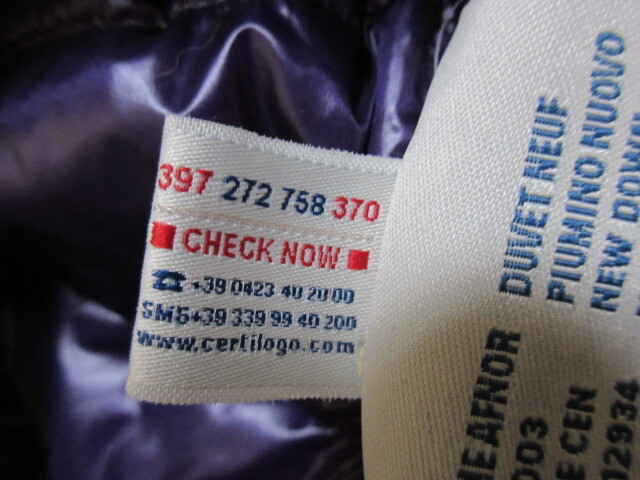 397 272 758 370
CHECK NOW
☎ +39 0423 40 20 00
SMS+39 339 99 40 200
www.certilogo.com
DUVET NEUF
PIUMINO NUOVO
NEW